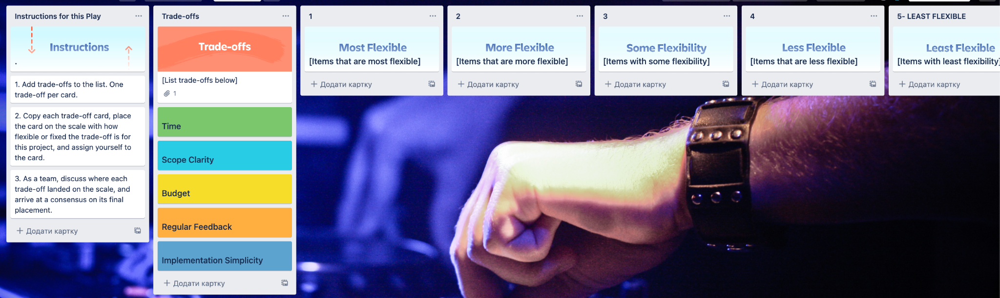 Instructions for this Play
Instructions
.
1. Add trade-offs to the list. One
trade-off per card.
2. Copy each trade-off card, place
the card on the scale with how
flexible or fixed the trade-off is for
this project, and assign yourself to
the card.
3. As a team, discuss where each
trade-off landed on the scale, and
arrive at a consensus on its final
placement.
+ Додати картку
Trade-offs
Trade-offs
[List trade-offs below]
1
Time
Scope Clarity
Budget
Regular Feedback
Implementation Simplicity
+ Додати картку
1
Most Flexible
[Items that are most flexible]
+ Додати картку
2
More Flexible
[Items that are more flexible]
+ Додати картку
3
Some Flexibility
[Items with some flexibility]
+ Додати картку
4
Less Flexible
[Items that are less flexible]
+ Додати картку
5- LEAST FLEXIBLE
Least Flexible
[Items with least flexibility]
+ Додати картку